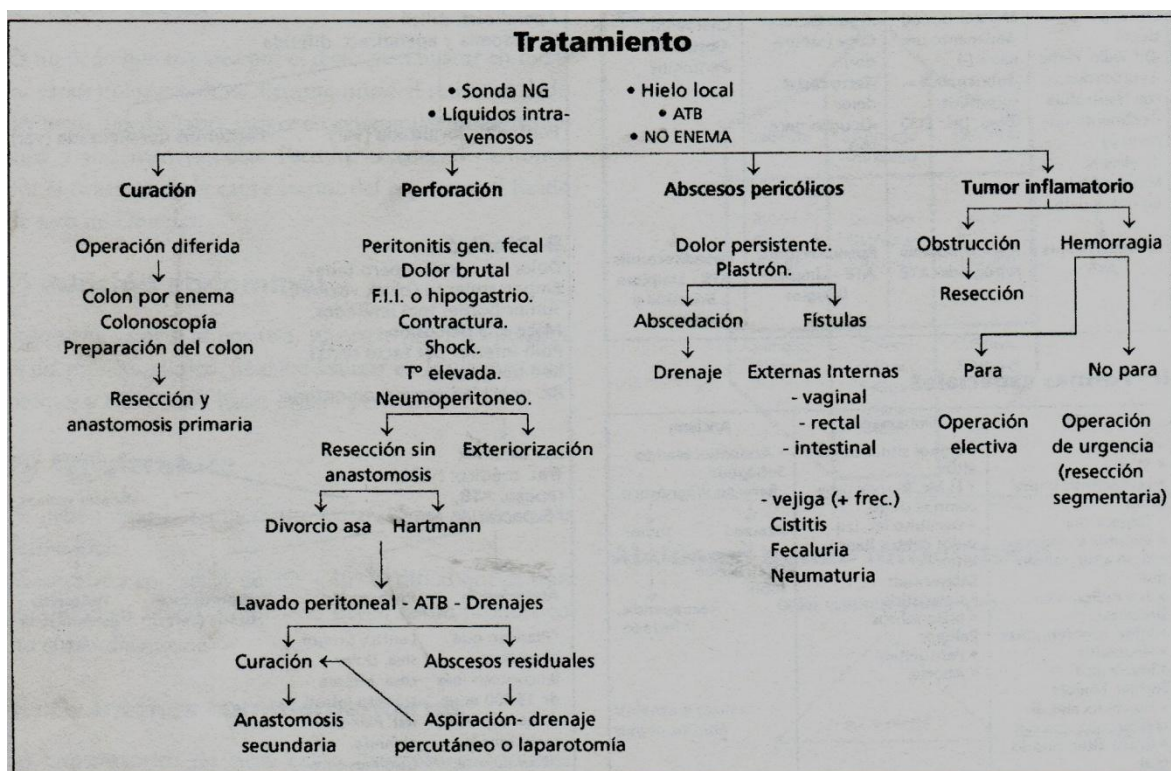 Tratamiento
• Sonda NG
• Líquidos intra-
venosos
• Hielo local
• ATB
• NO ENEMA
Curación
Operación diferida
Colon por enema
Colonoscopía
Preparación del colon
Resección y
anastomosis primaria
Perforación
Peritonitis gen. fecal
Dolor brutal
F.I.I. o hipogastrio.
Contractura.
Shock.
Tº elevada.
Neumoperitoneo.
Resección sin
anastomosis
Exteriorización
Divorcio asa
Hartmann
Lavado peritoneal - ATB - Drenajes
Curación
Abscesos residuales
Anastomosis
secundaria
Aspiración- drenaje
percutáneo o laparotomía
Abscesos pericólicos
Dolor persistente.
Plastrón.
Abscedación
Fístulas
Drenaje
Externas Internas
- vaginal
- rectal
- intestinal
- vejiga (+ frec.)
Cistitis
Fecaluria
Neumaturia
Tumor inflamatorio
Obstrucción
Hemorragia
Resección
Para
No para
Operación
electiva
Operación
de urgencia
(resección
segmentaria)